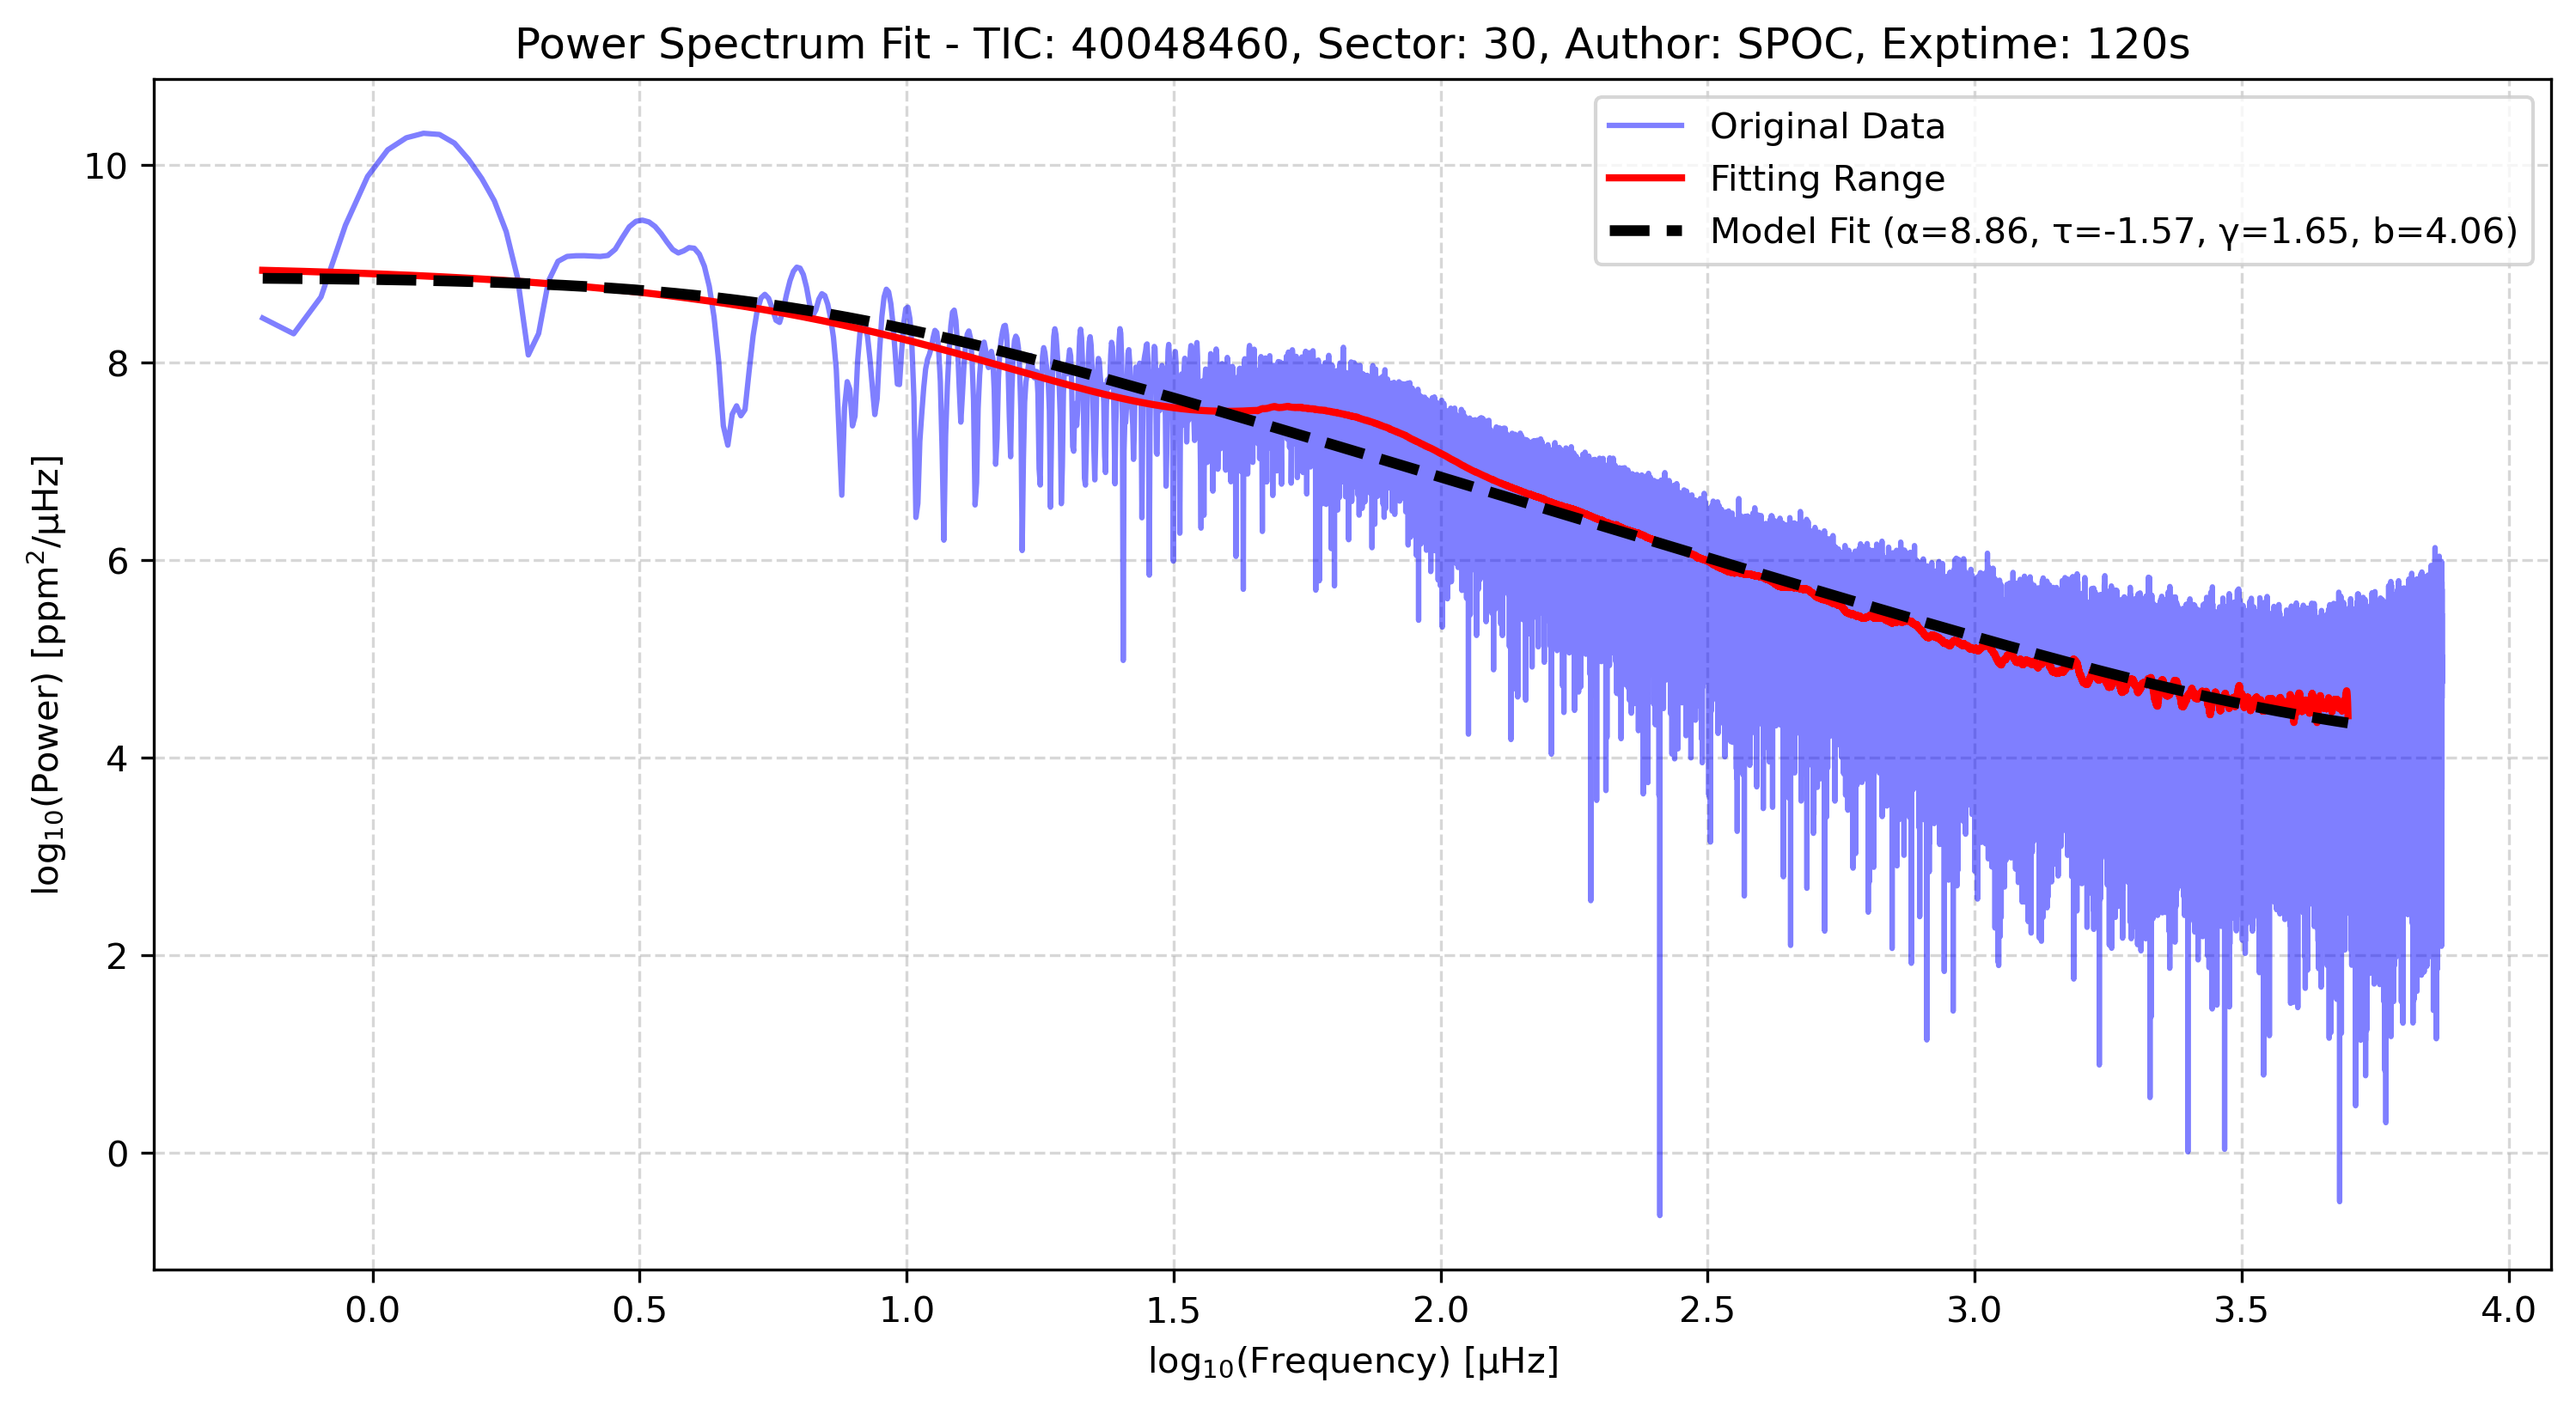 Power Spectrum Fit - TIC: 40048460, Sector: 30, Author: SPOC, Exptime: 120s
Original Data
Fitting Range
Model Fit (α=8.86, τ=-1.57, γ=1.65, b=4.06)
log₁₀(Power) [ppm²/μHz]
10
8
6
4
2
0
0.0 0.5 1.0 1.5 2.0 2.5 3.0 3.5 4.0
log₁₀(Frequency) [μHz]